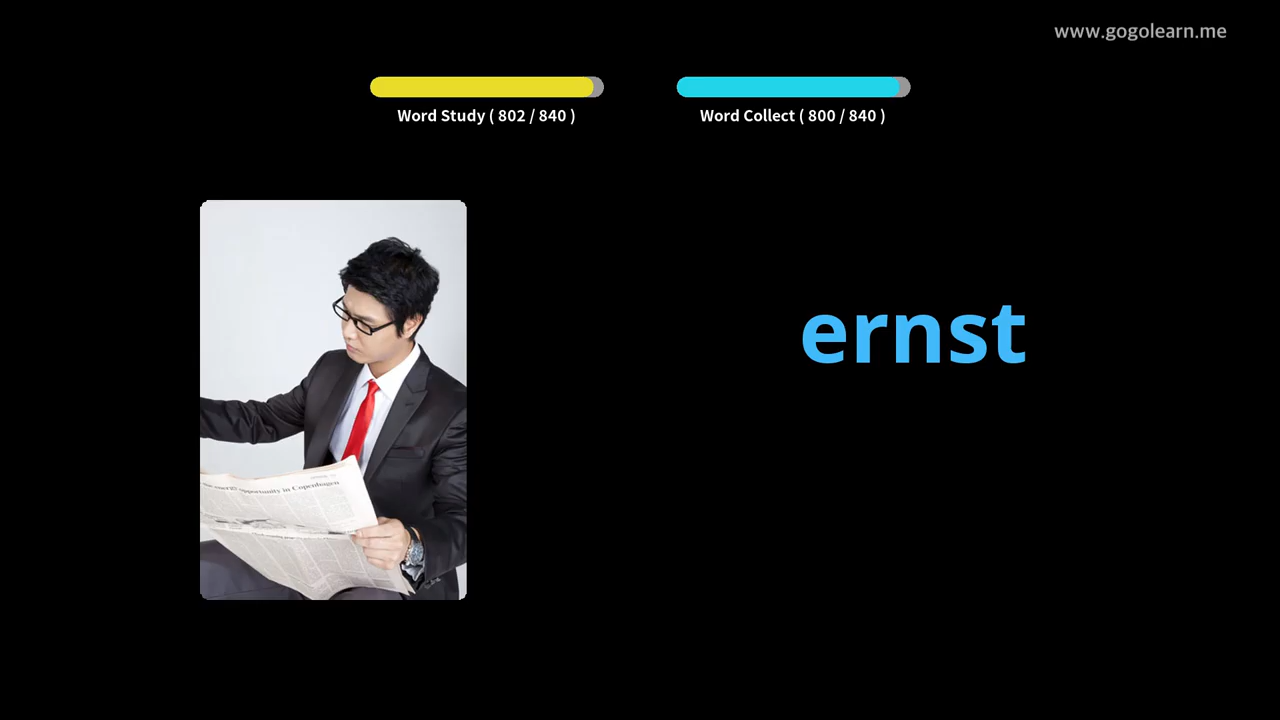 www.gogolearn.me
Word Study ( 802 / 840 )
Word Collect ( 800 / 840 )
ernst
opportunity in Copenhagen